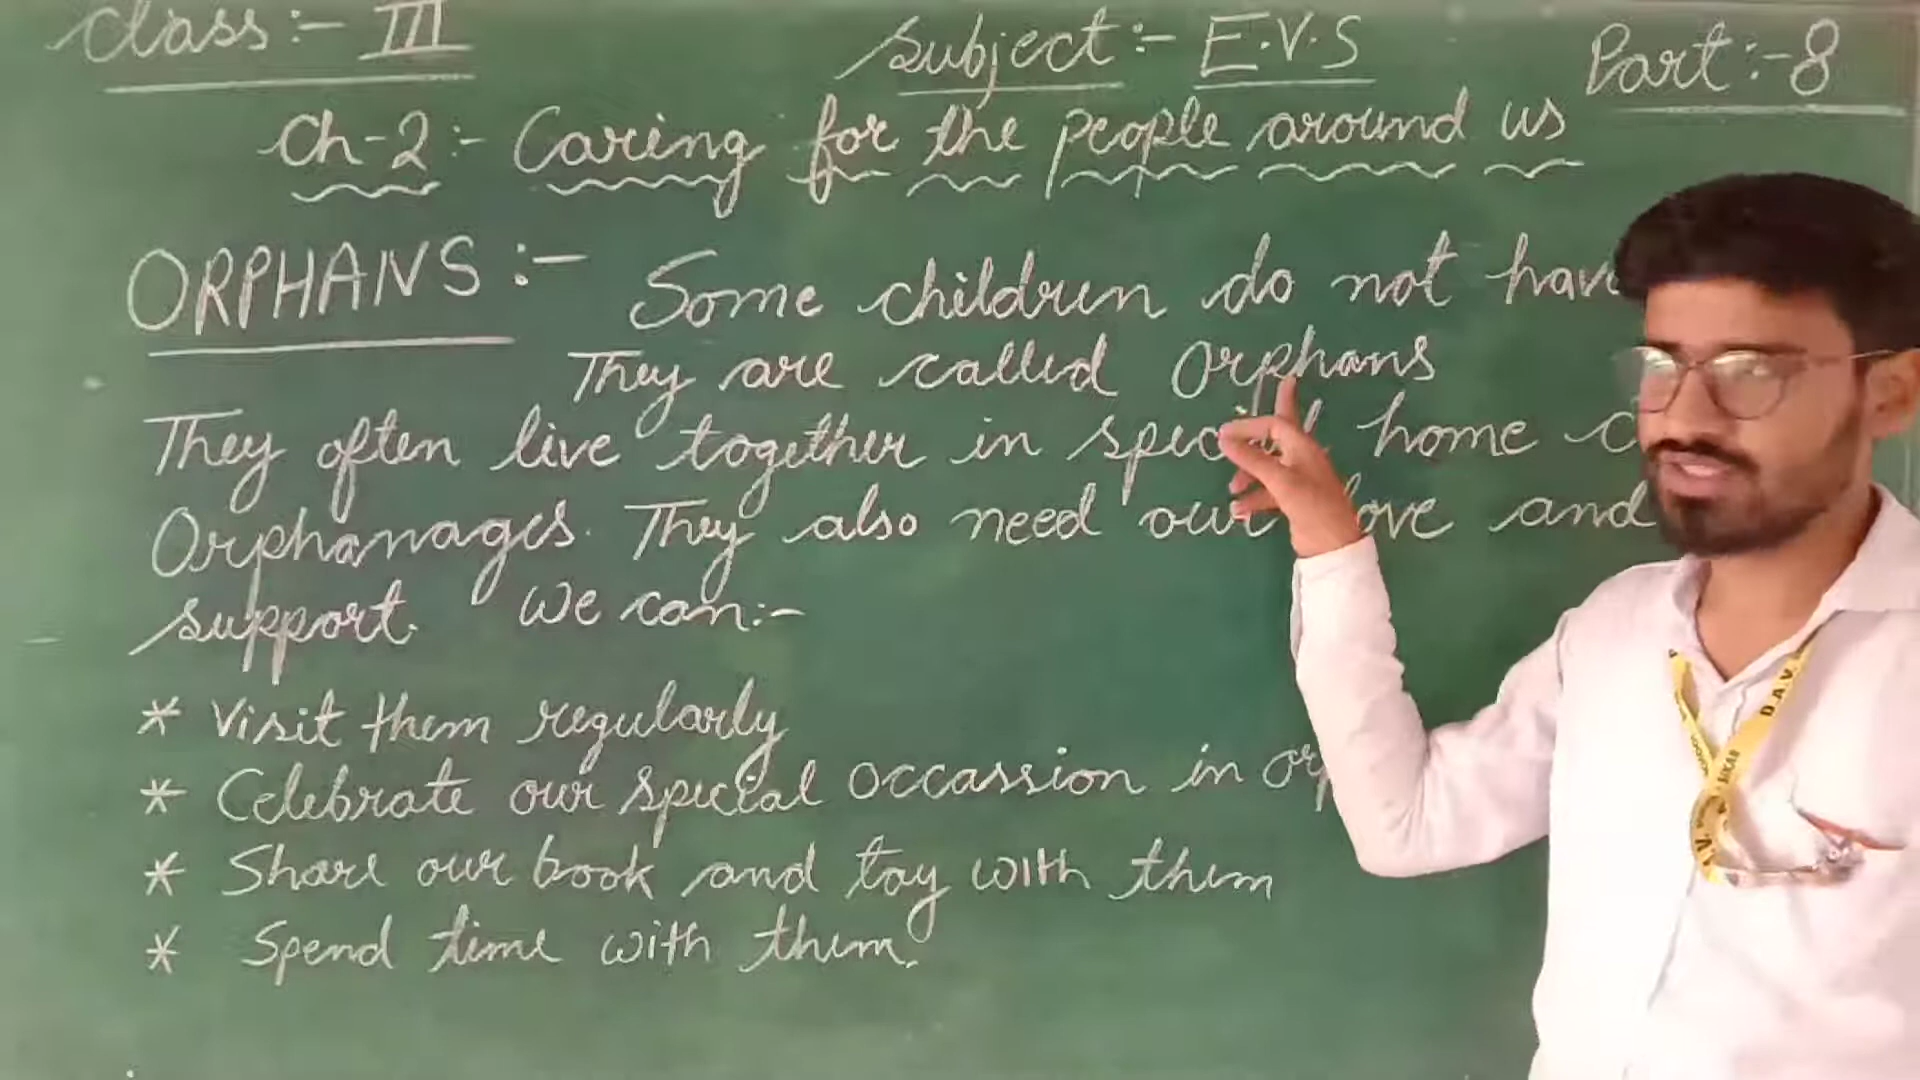 Class:- III
Subject:- E.V.S
Part:-8
Ch-2:- Caring for the people around us
ORPHANS:- Some children do not have
They are called Orphans
They often live together in special home
Orphanages. They also need our love and
support. We can:-
* Visit them regularly
* Celebrate our special occassion in
* Share our book and toy with them
* Spend time with them.
D.A.V.